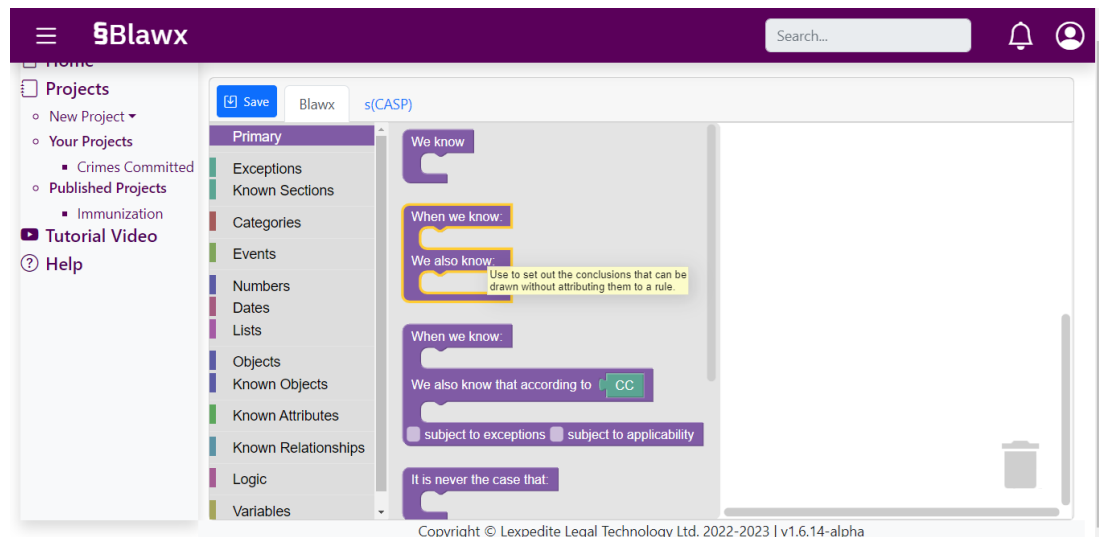 §Blawx
Search...
Home
Projects
New Project
Your Projects
Crimes Committed
Published Projects
Immunization
Tutorial Video
Help
Save
Blawx
s(CASP)
Primary
Exceptions
Known Sections
Categories
Events
Numbers
Dates
Lists
Objects
Known Objects
Known Attributes
Known Relationships
Logic
Variables
We know
When we know:
We also know:
Use to set out the conclusions that can be
drawn without attributing them to a rule.
When we know:
We also know that according to CC
subject to exceptions subject to applicability
It is never the case that:
Copyright © Lexpedite Legal Technology Ltd. 2022-2023 | v1.6.14-alpha